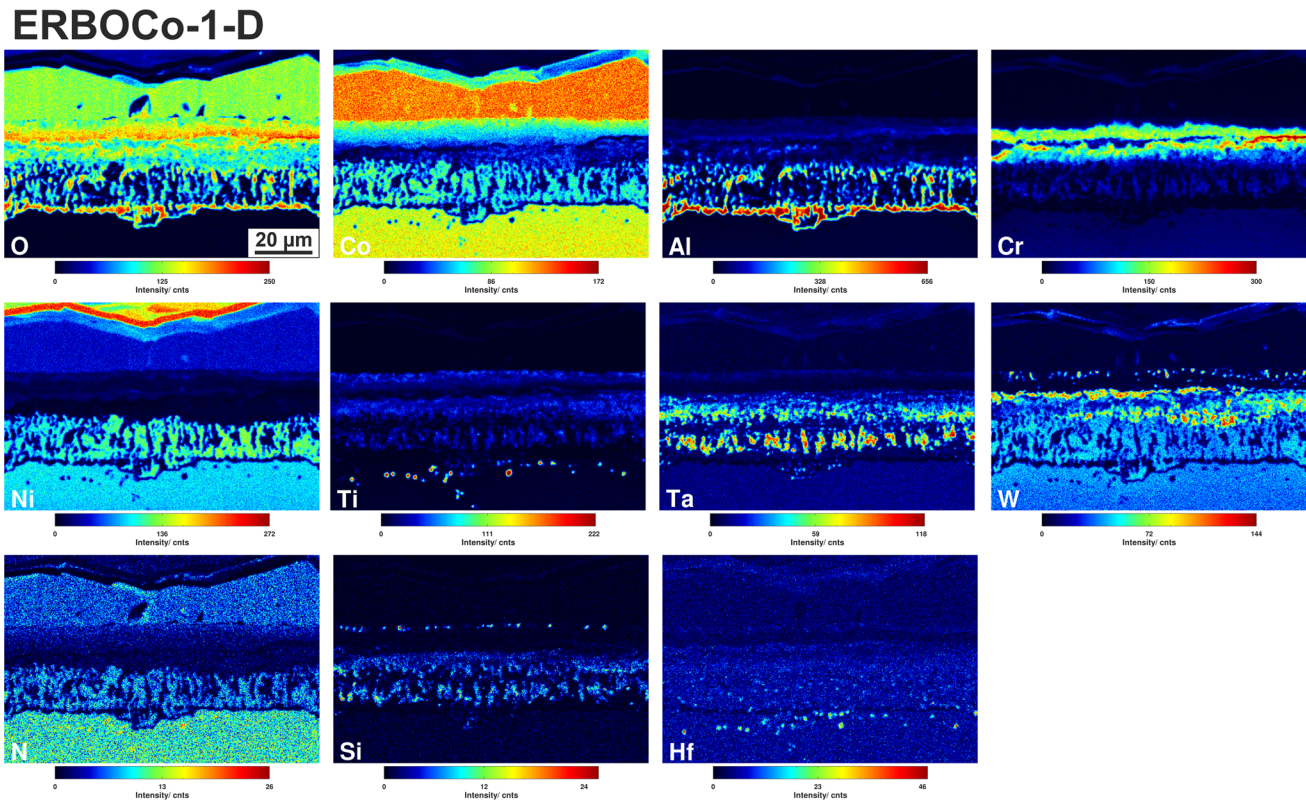 ERBOCo-1-D
O
20 µm
Co
Al
Cr
0 125 250
Intensity/ cnts
0 86 172
Intensity/ cnts
0 328 656
Intensity/ cnts
0 150 300
Intensity/ cnts
Ni
Ti
Ta
W
0 136 272
Intensity/ cnts
0 111 222
Intensity/ cnts
0 59 118
Intensity/ cnts
0 72 144
Intensity/ cnts
N
Si
Hf
0 13 26
Intensity/ cnts
0 12 24
Intensity/ cnts
0 23 46
Intensity/ cnts